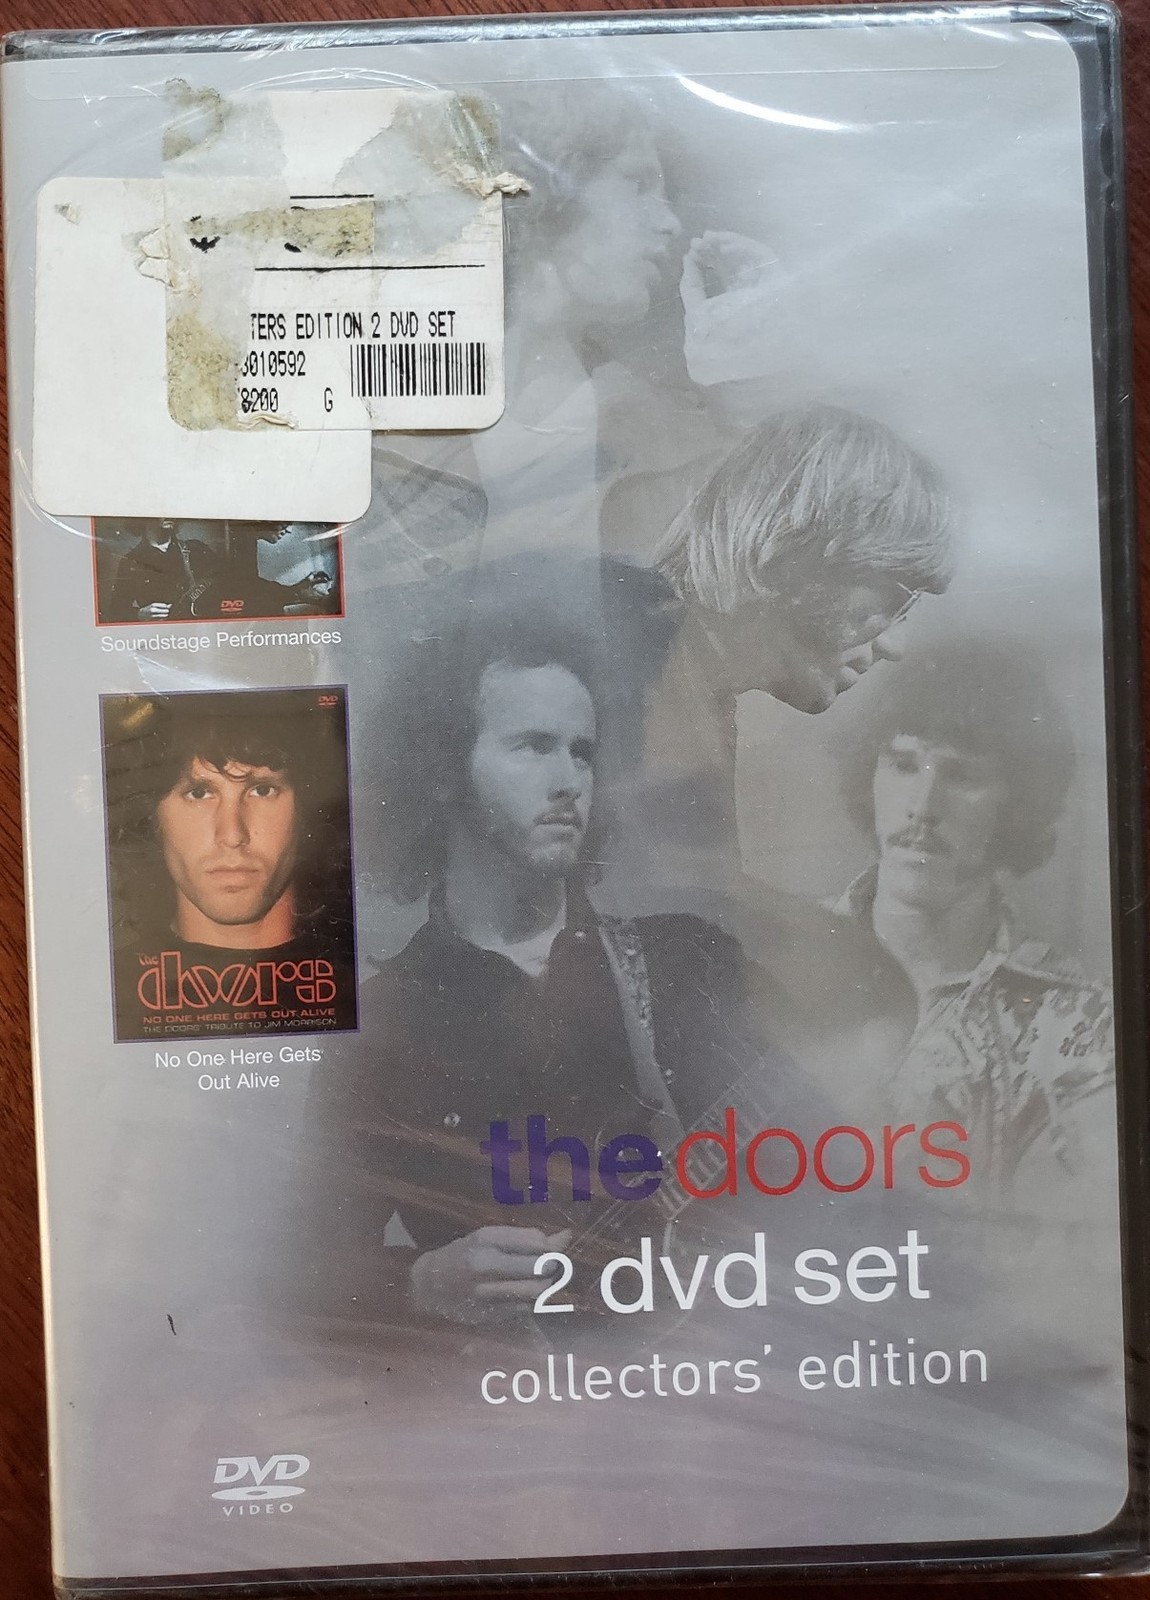 TERS EDITION 2 DVD SET
3010592
8200 G
DVD
Soundstage Performances
DVD
the
doors
NO ONE HERE GETS OUT ALIVE
THE DOORS' TRIBUTE TO JIM MORRISON
No One Here Gets
Out Alive
the doors
2 dvd set
collectors' edition
DVD
VIDEO